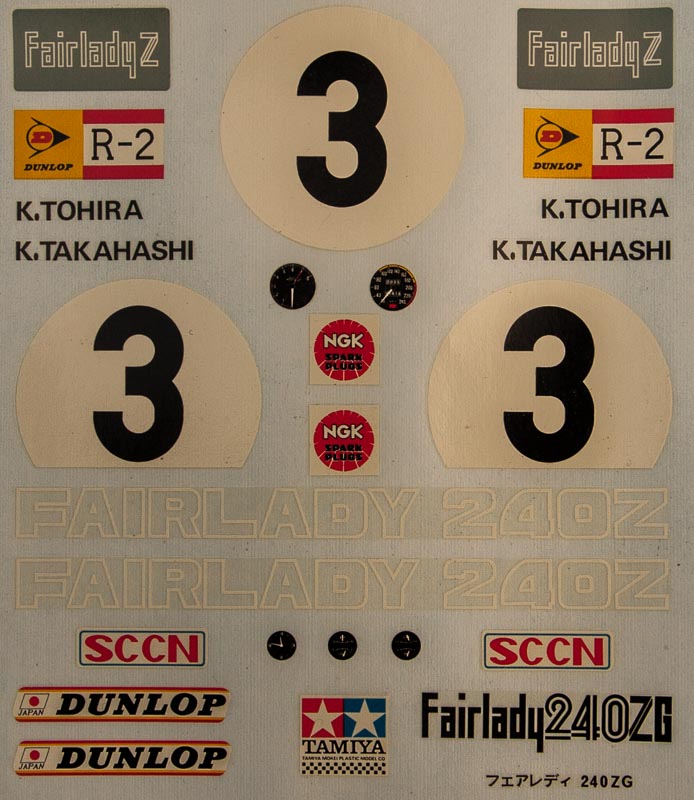 Fairlady Z
3
Fairlady Z
D
DUNLOP
R-2
D
DUNLOP
R-2
K.TOHIRA
K.TOHIRA
K.TAKAHASHI
K.TAKAHASHI
3
NGK
SPARK
PLUGS
3
NGK
SPARK
PLUGS
FAIRLADY 240Z
FAIRLADY 240Z
SCCN
SCCN
JAPAN
DUNLOP
JAPAN
DUNLOP
TAMIYA
TAMIYA MOKEI PLASTIC MODEL CO
Fairlady240ZG
フェアレディ 240ZG